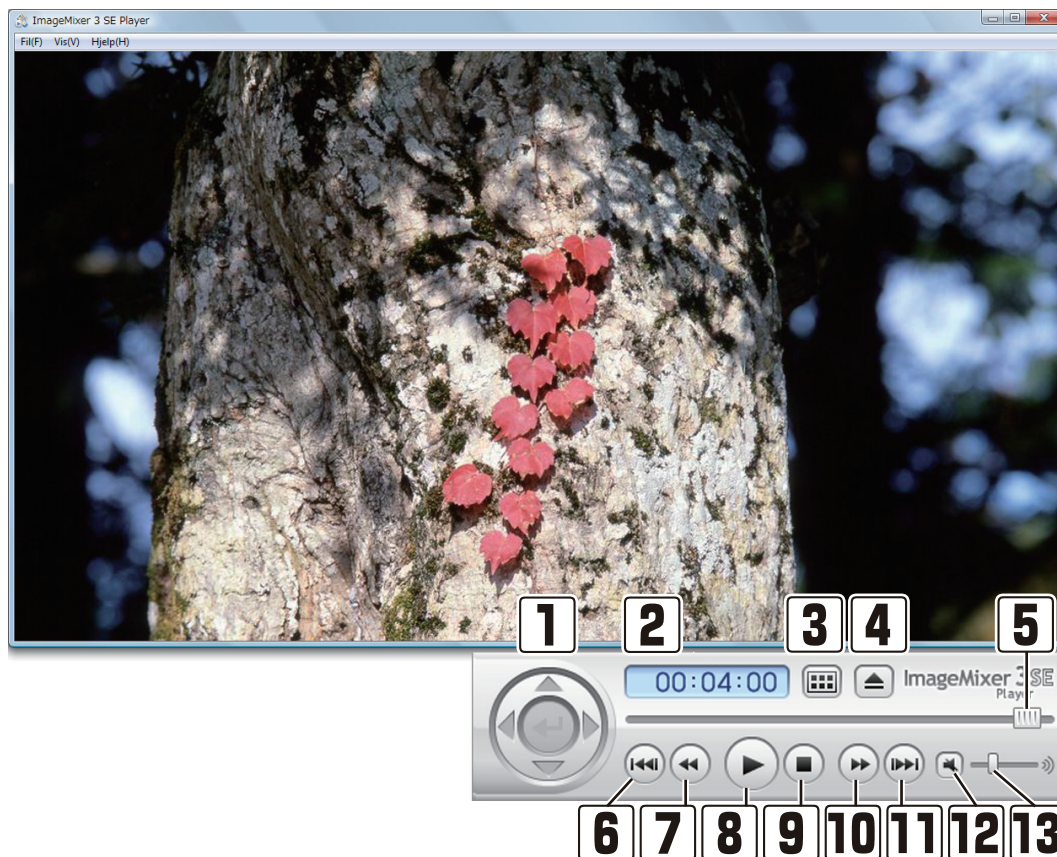 ImageMixer 3 SE Player
Fil(F) Vis(V) Hjelp(H)
1 2 3 4 5
00:04:00 ImageMixer 3 SE
Player
6 7 8 9 10 11 12 13